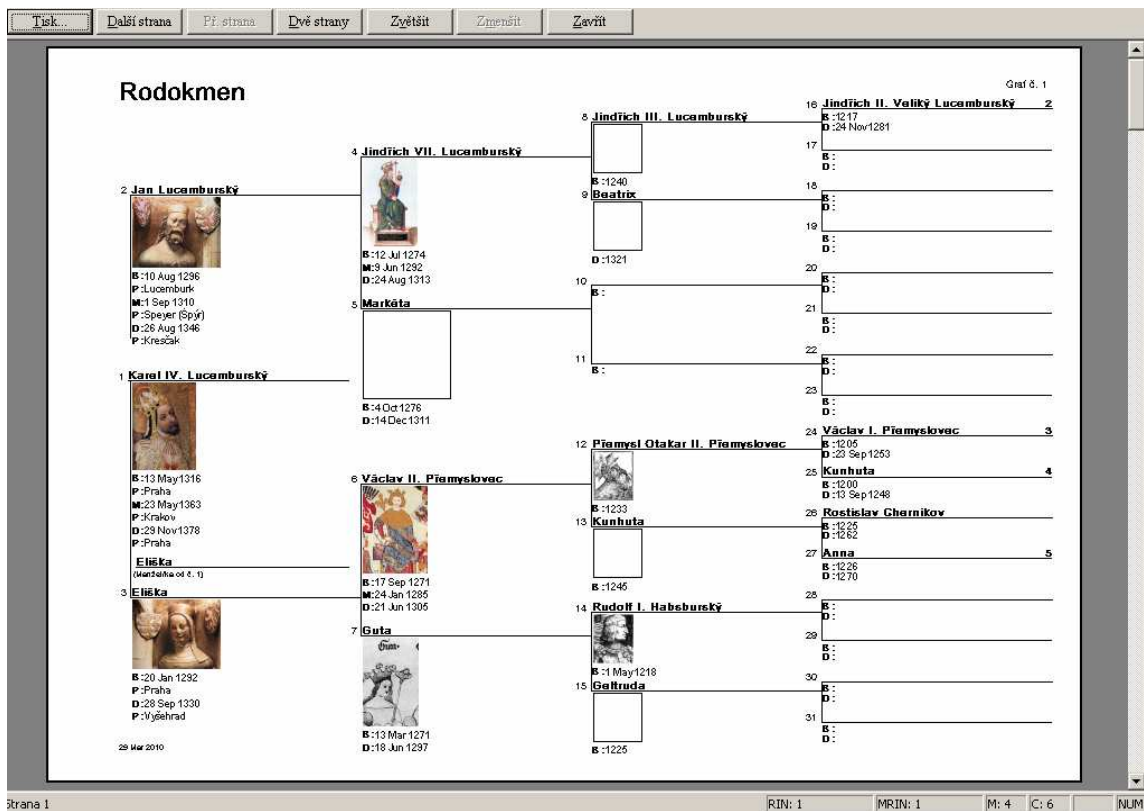 Tisk...
Další strana
Př. strana
Dvě strany
Zvětšit
Zmenšit
Zavřít
Rodokmen
Graf č. 1
2 Jan Lucemburský
B:10 Aug 1296
P:Lucemburk
M:1 Sep 1310
P:Speyer (Špýr)
D:26 Aug 1346
P:Kresčak
1 Karel IV. Lucemburský
B:13 May1316
P:Praha
M:23 May1363
P:Krakov
D:29 Nov1378
P:Praha
Eliška
(Manželka od č. 1)
3 Eliška
B:20 Jan 1292
P:Praha
D:28 Sep 1330
P:Vyšehrad
29 Mar 2010
4 Jindřich VII. Lucemburský
B:12 Jul 1274
M:9 Jun 1292
D:24 Aug 1313
5 Markéta
B:4 Oct 1276
D:14 Dec 1311
6 Václav II. Přemyslovec
B:17 Sep 1271
M:24 Jan 1285
D:21 Jun 1305
7 Guta
B:13 Mar 1271
D:18 Jun 1297
8 Jindřich III. Lucemburský
B:1240
9 Beatrix
D:1321
10
B:
11
B:
12 Přemysl Otakar II. Přemyslovec
B:1233
13 Kunhuta
B:1245
14 Rudolf I. Habsburský
B:1 May1218
15 Geltruda
B:1225
16 Jindřich II. Veliký Lucemburský 2
B:1217
D:24 Nov1281
17
B:
D:
18
B:
D:
19
B:
D:
20
B:
D:
21
B:
D:
22
B:
D:
23
B:
D:
24 Václav I. Přemyslovec 3
B:1205
D:23 Sep1253
25 Kunhuta 4
B:1200
D:13 Sep1248
26 Rostislav Chernikov
B:1225
D:1262
27 Anna 5
B:1226
D:1270
28
B:
D:
29
B:
D:
30
B:
D:
31
B:
D:
Strana 1
RIN: 1
MRIN: 1
M: 4
C: 6
NUM